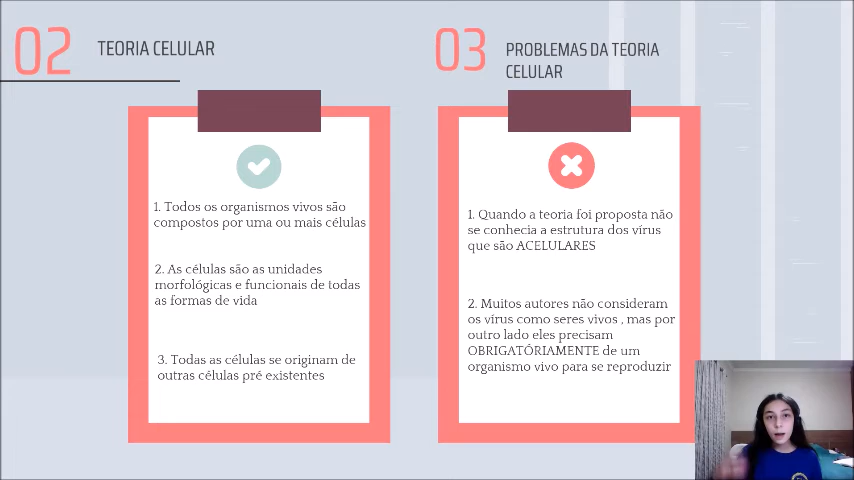 02
TEORIA CELULAR
1. Todos os organismos vivos são
compostos por uma ou mais células
2. As células são as unidades
morfológicas e funcionais de todas
as formas de vida
3. Todas as células se originam de
outras células pré existentes
03
PROBLEMAS DA TEORIA
CELULAR
1. Quando a teoria foi proposta não
se conhecia a estrutura dos vírus
que são ACELULARES
2. Muitos autores não consideram
os vírus como seres vivos , mas por
outro lado eles precisam
OBRIGATÓRIAMENTE de um
organismo vivo para se reproduzir